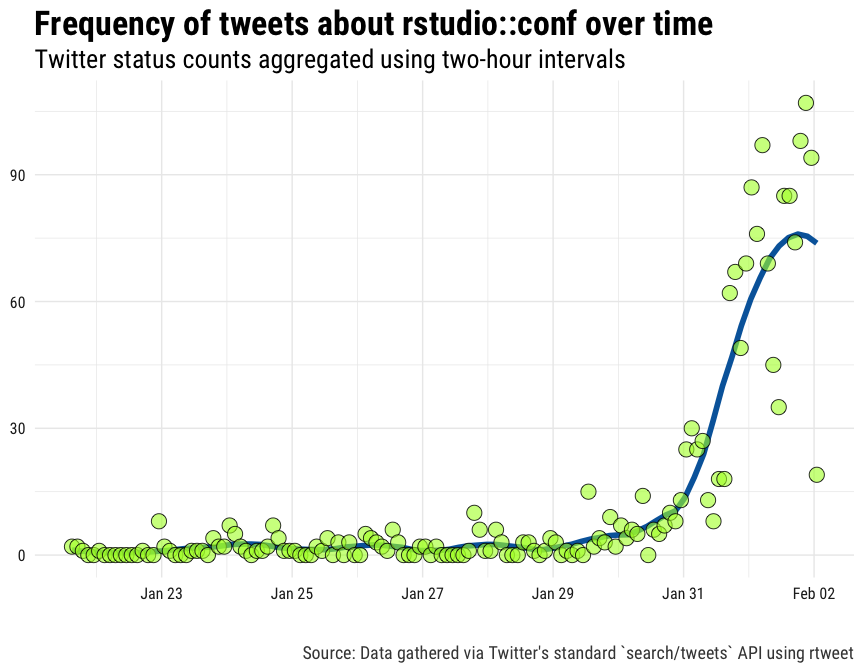 Frequency of tweets about rstudio::conf over time
Twitter status counts aggregated using two-hour intervals
90
60
30
0
Jan 23 Jan 25 Jan 27 Jan 29 Jan 31 Feb 02
Source: Data gathered via Twitter's standard `search/tweets` API using rtweet